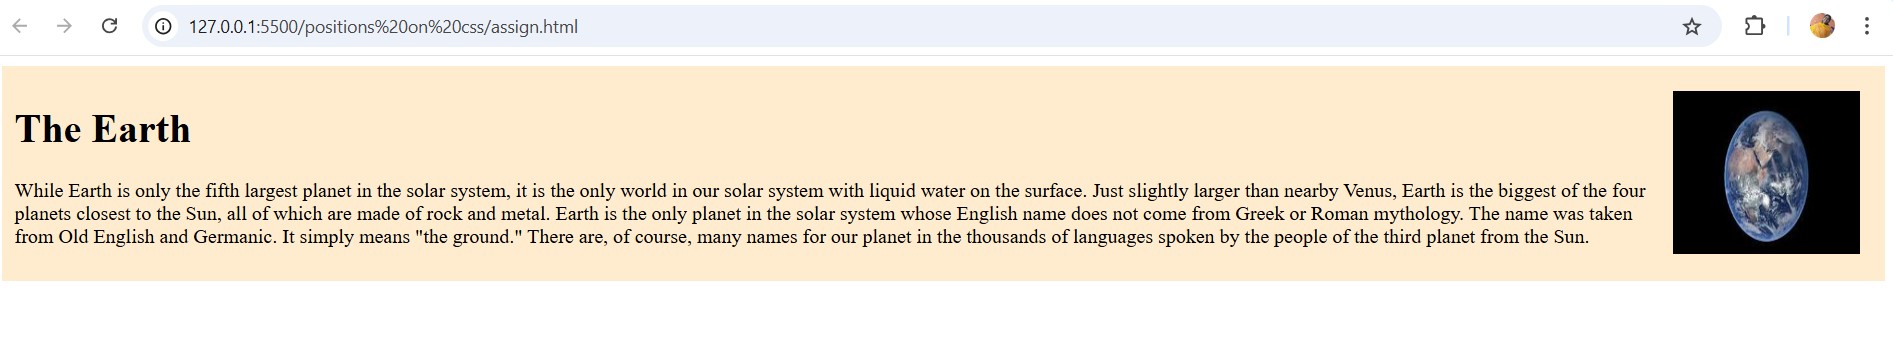 127.0.0.1:5500/positions%20on%20css/assign.html
The Earth
While Earth is only the fifth largest planet in the solar system, it is the only world in our solar system with liquid water on the surface. Just slightly larger than nearby Venus, Earth is the biggest of the four
planets closest to the Sun, all of which are made of rock and metal. Earth is the only planet in the solar system whose English name does not come from Greek or Roman mythology. The name was taken
from Old English and Germanic. It simply means "the ground." There are, of course, many names for our planet in the thousands of languages spoken by the people of the third planet from the Sun.